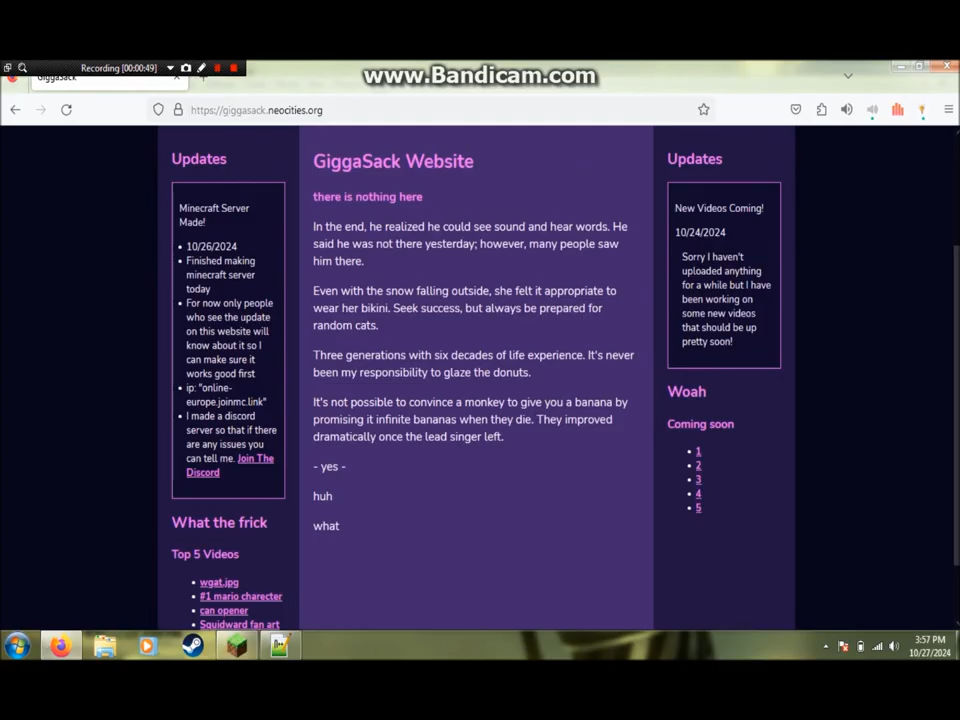 Recording [00:00:49]
www.Bandicam.com
GiggaSack
https://giggasack.neocities.org
Updates
Minecraft Server
Made!
10/26/2024
Finished making
minecraft server
today
For now only people
who see the update
on this website will
know about it so I
can make sure it
works good first
ip: "online-
europe.joinmc.link"
I made a discord
server so that if there
are any issues you
can tell me. Join The
Discord
What the frick
Top 5 Videos
wgat.jpg
#1 mario charecter
can opener
Squidward fan art
GiggaSack Website
there is nothing here
In the end, he realized he could see sound and hear words. He
said he was not there yesterday; however, many people saw
him there.
Even with the snow falling outside, she felt it appropriate to
wear her bikini. Seek success, but always be prepared for
random cats.
Three generations with six decades of life experience. It's never
been my responsibility to glaze the donuts.
It's not possible to convince a monkey to give you a banana by
promising it infinite bananas when they die. They improved
dramatically once the lead singer left.
- yes -
huh
what
Updates
New Videos Coming!
10/24/2024
Sorry I haven't
uploaded anything
for a while but I have
been working on
some new videos
that should be up
pretty soon!
Woah
Coming soon
1
2
3
4
5
3:57 PM
10/27/2024